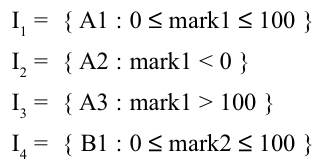 I₁ = { A1 : 0 ≤ mark1 ≤ 100 }
I₂ = { A2 : mark1 < 0 }
I₃ = { A3 : mark1 > 100 }
I₄ = { B1 : 0 ≤ mark2 ≤ 100 }